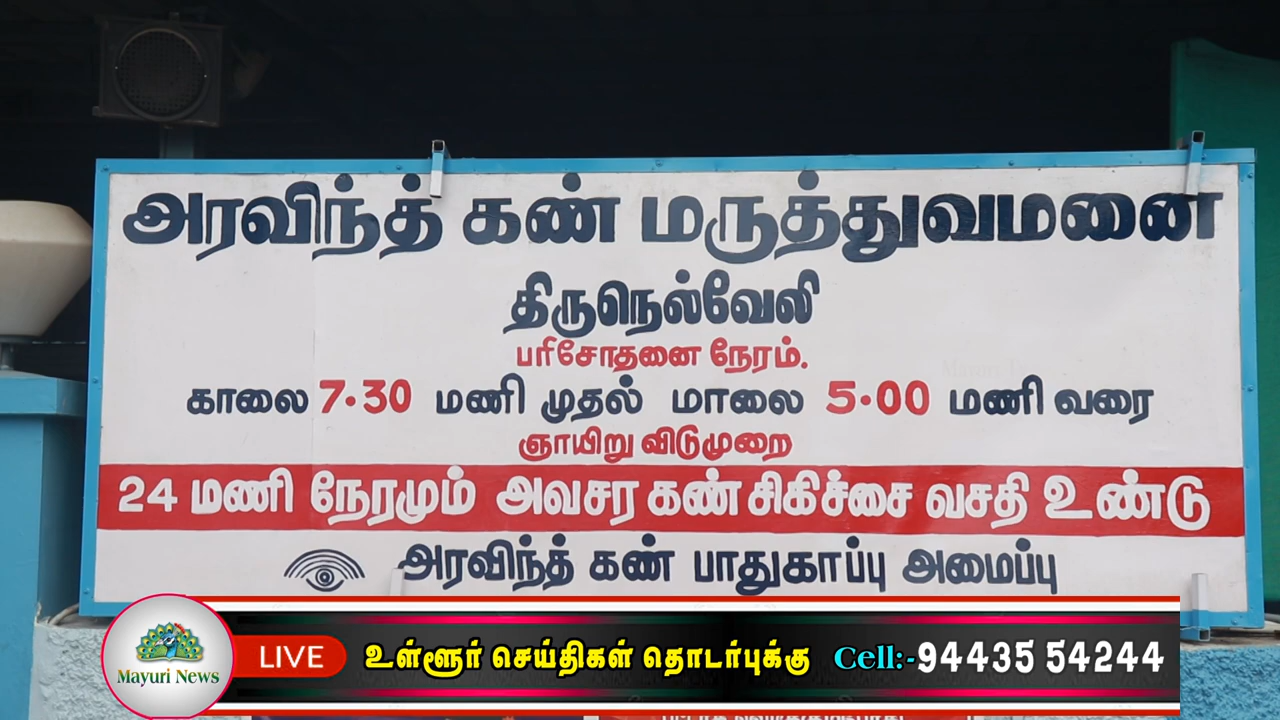 அரவிந்த் கண் மருத்துவமனை
திருநெல்வேலி
பரிசோதனை நேரம்.
காலை 7.30 மணி முதல் மாலை 5.00 மணி வரை
ஞாயிறு விடுமுறை
24 மணி நேரமும் அவசர கண் சிகிச்சை வசதி உண்டு
அரவிந்த் கண் பாதுகாப்பு அமைப்பு
Mayuri News
LIVE
உள்ளூர் செய்திகள் தொடர்புக்கு Cell:-94435 54244